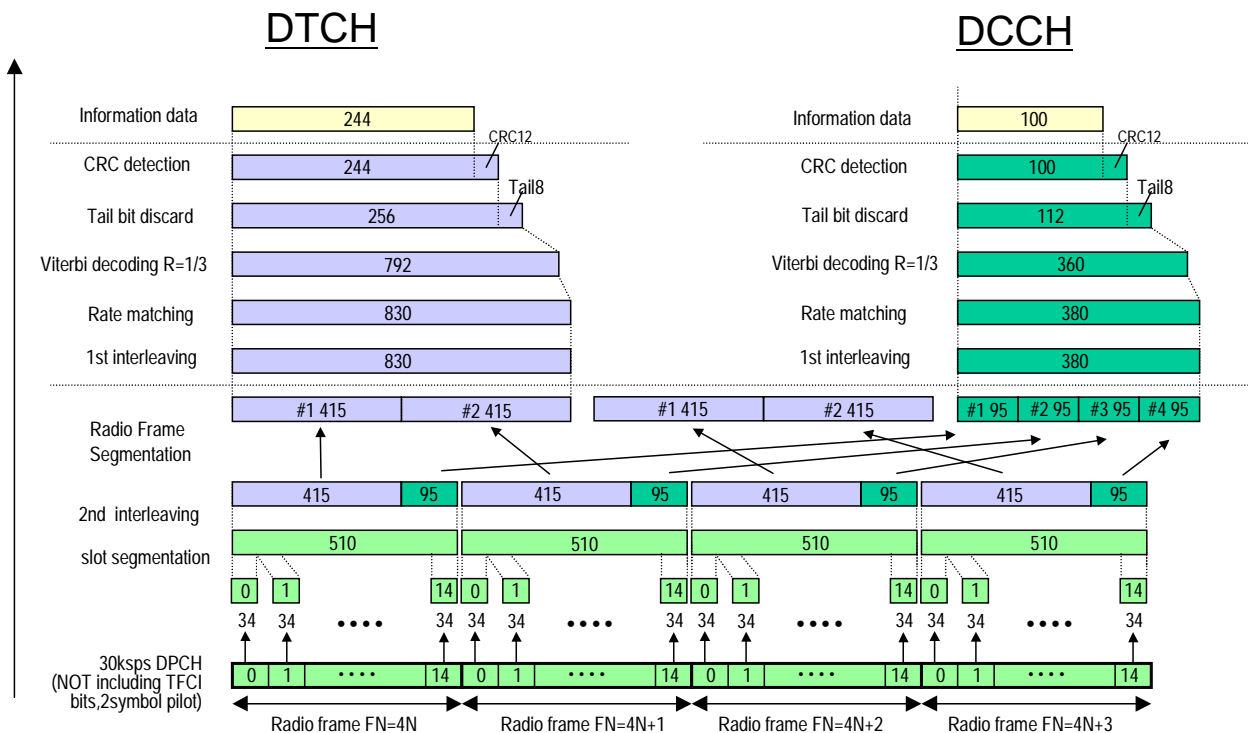 DTCH DCCH
Information data 244 Information data 100
CRC12 CRC12
CRC detection 244 CRC detection 100
Tail8 Tail8
Tail bit discard 256 Tail bit discard 112
Viterbi decoding R=1/3 792 Viterbi decoding R=1/3 360
Rate matching 830 Rate matching 380
1st interleaving 830 1st interleaving 380
#1 415 #2 415 #1 415 #2 415 #1 95 #2 95 #3 95 #4 95
Radio Frame
Segmentation
415 95 415 95 415 95 415 95
2nd interleaving
510 510 510 510
slot segmentation
0 1 14 0 1 14 0 1 14 0 1 14
34 34 •••• 34 34 34 •••• 34 34 34 •••• 34 34 34 •••• 34
30ksps DPCH
(NOT including TFCI
bits,2symbol pilot)
0 1 •••• 14 0 1 •••• 14 0 1 •••• 14 0 1 •••• 14
Radio frame FN=4N Radio frame FN=4N+1 Radio frame FN=4N+2 Radio frame FN=4N+3